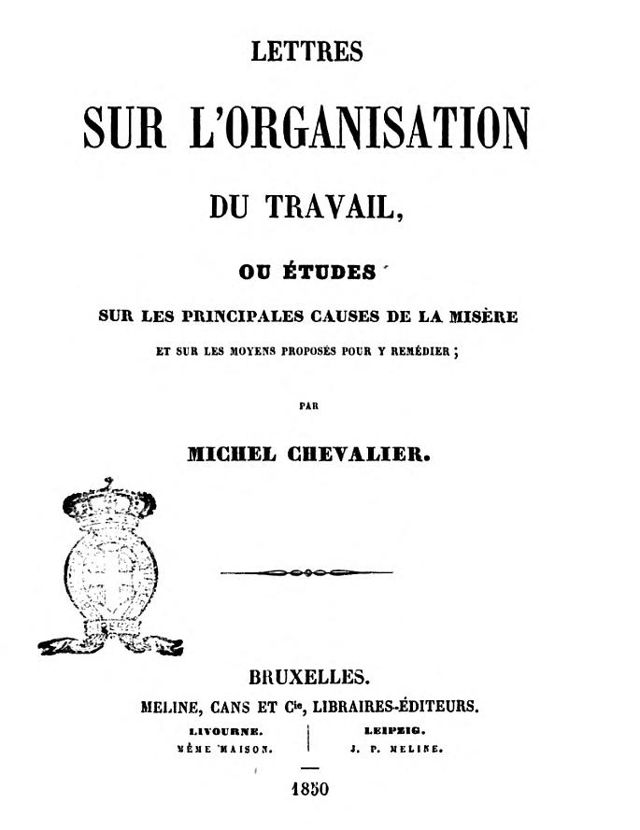 LETTRES
SUR L'ORGANISATION
DU TRAVAIL,
OU ÉTUDES
SUR LES PRINCIPALES CAUSES DE LA MISÈRE
ET SUR LES MOYENS PROPOSÉS POUR Y REMÉDIER ;
PAR
MICHEL CHEVALIER.
BRUXELLES.
MELINE, CANS ET Cie, LIBRAIRES-ÉDITEURS.
LIVOURNE.
MÊME MAISON.
LEIPZIG.
J. P. MELINE.
1850